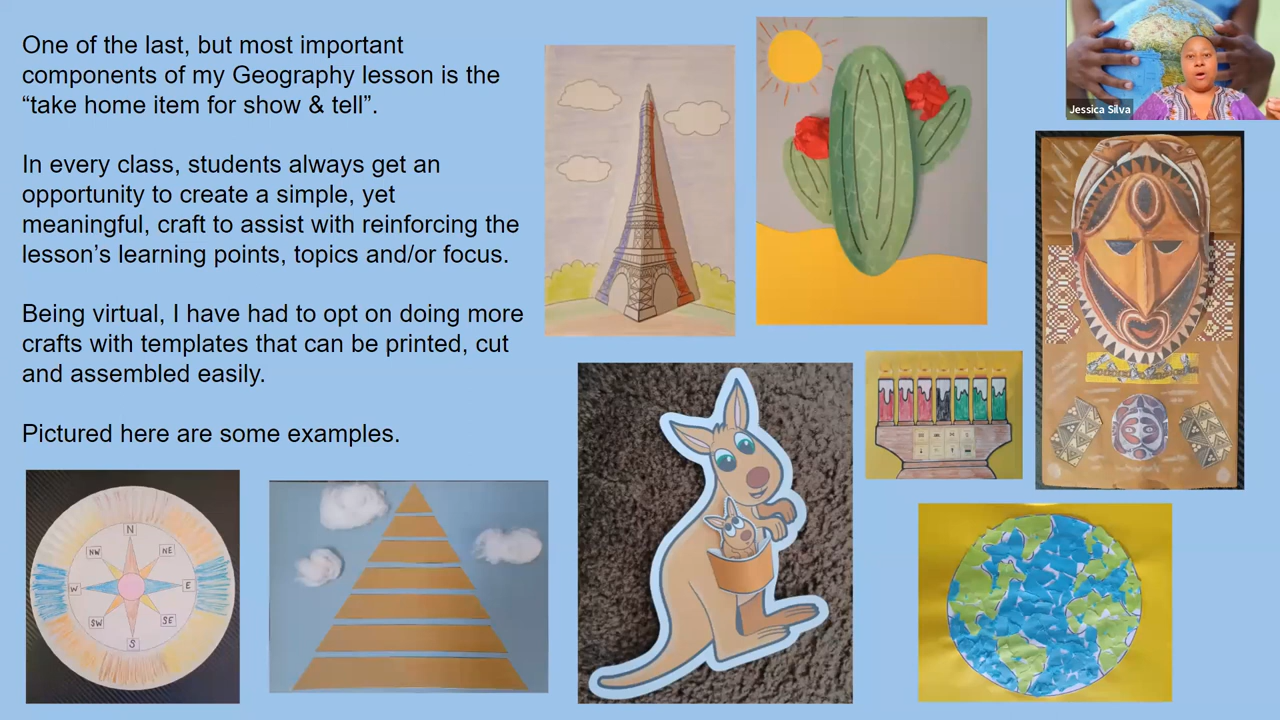 One of the last, but most important
components of my Geography lesson is the
“take home item for show & tell”.
In every class, students always get an
opportunity to create a simple, yet
meaningful, craft to assist with reinforcing the
lesson’s learning points, topics and/or focus.
Being virtual, I have had to opt on doing more
crafts with templates that can be printed, cut
and assembled easily.
Pictured here are some examples.
Jessica Silva
N
NW
NE
W
E
SW
SE
S